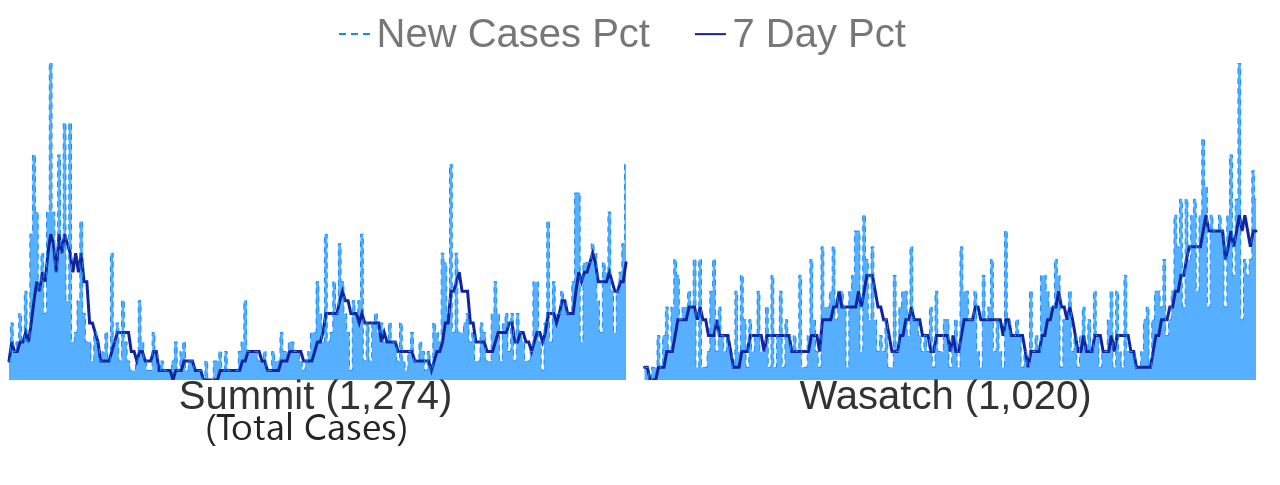 New Cases Pct 7 Day Pct
Summit (1,274) Wasatch (1,020)
(Total Cases)